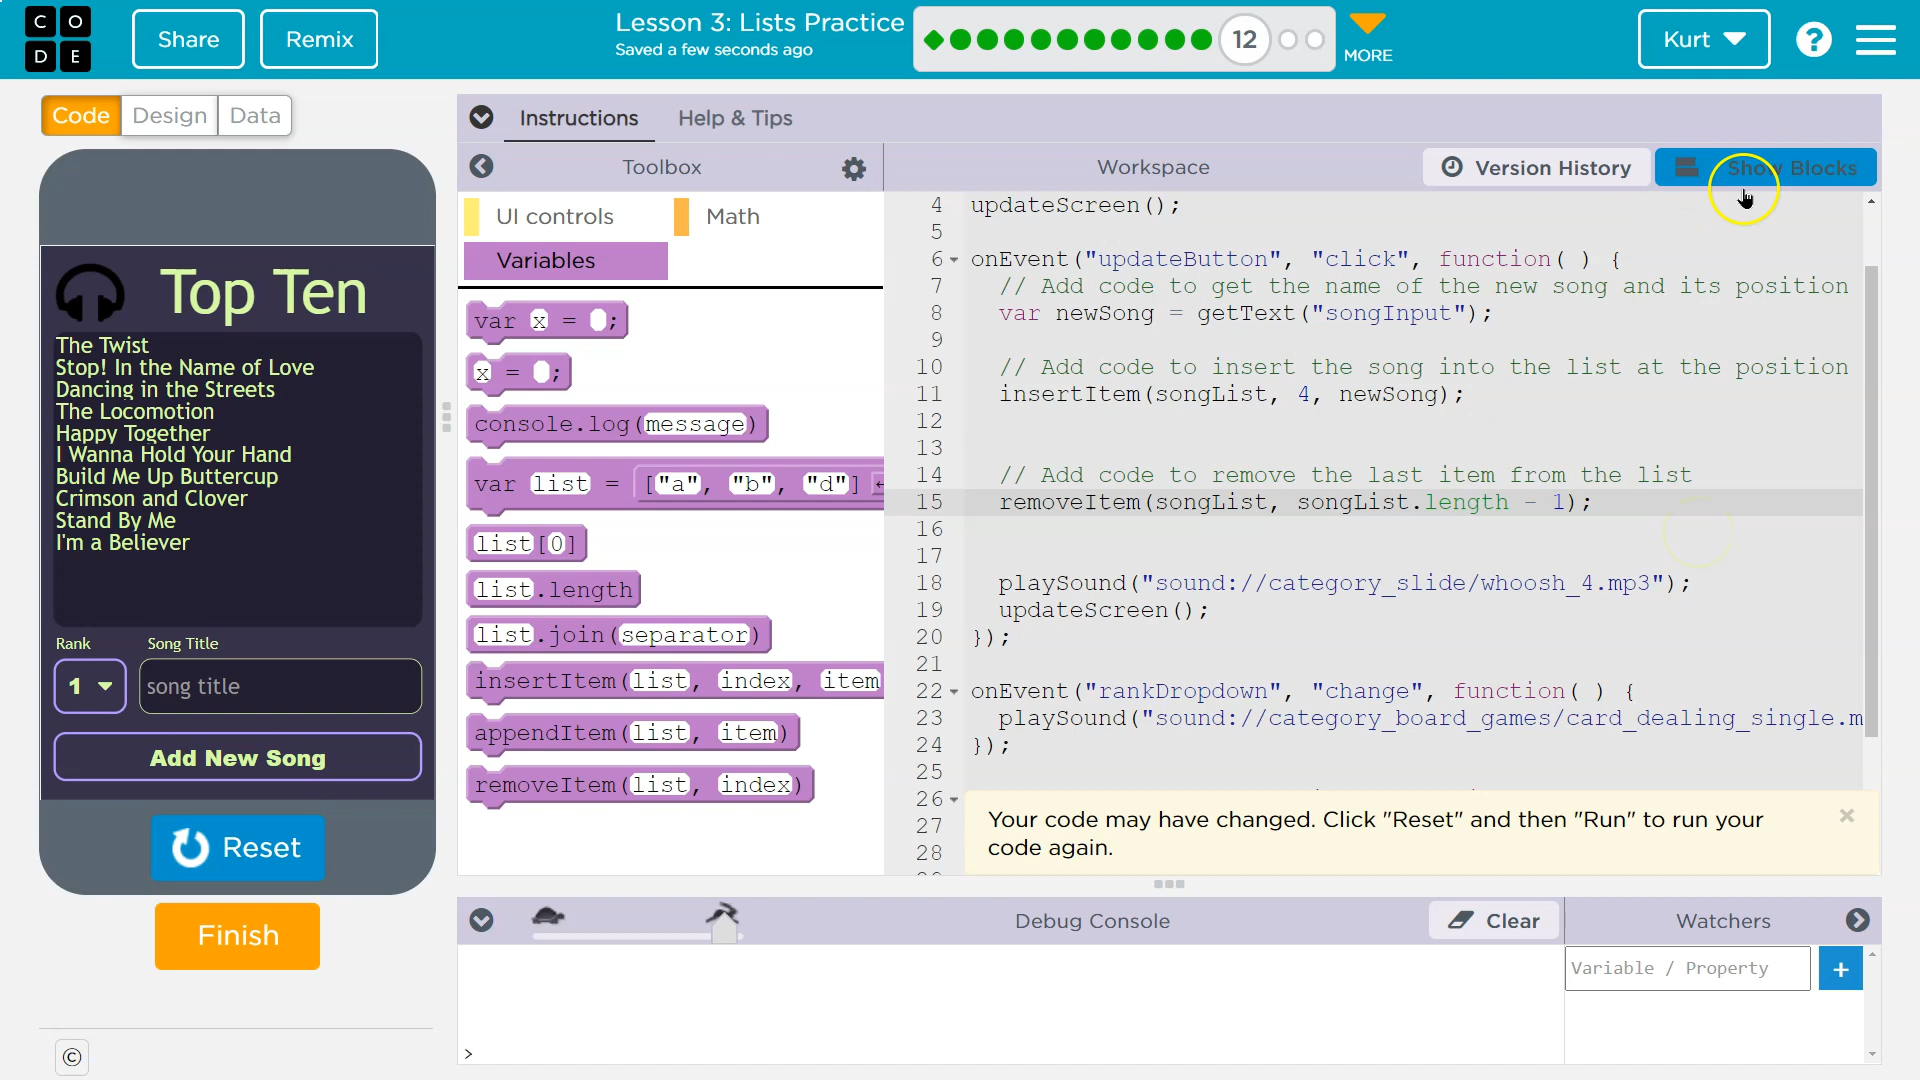 C O
D E
Share
Remix
Lesson 3: Lists Practice
Saved a few seconds ago
12
MORE
Kurt
?
Code
Design
Data
Instructions
Help & Tips
Toolbox
Workspace
Version History
Show Blocks
Top Ten
The Twist
Stop! In the Name of Love
Dancing in the Streets
The Locomotion
Happy Together
I Wanna Hold Your Hand
Build Me Up Buttercup
Crimson and Clover
Stand By Me
I'm a Believer
Rank
Song Title
1
song title
Add New Song
Reset
Finish
©
UI controls
Math
Variables
var x = ;
x = ;
console.log(message)
var list = ["a", "b", "d"]
list[0]
list.length
list.join(separator)
insertItem(list, index, item
appendItem(list, item)
removeItem(list, index)
4 updateScreen();
5
6 onEvent("updateButton", "click", function( ) {
7 // Add code to get the name of the new song and its position
8 var newSong = getText("songInput");
9
10 // Add code to insert the song into the list at the position
11 insertItem(songList, 4, newSong);
12
13
14 // Add code to remove the last item from the list
15 removeItem(songList, songList.length - 1);
16
17
18 playSound("sound://category_slide/whoosh_4.mp3");
19 updateScreen();
20 });
21
22 onEvent("rankDropdown", "change", function( ) {
23 playSound("sound://category_board_games/card_dealing_single.m
24 });
25
26
27
28
Your code may have changed. Click "Reset" and then "Run" to run your
code again.
×
Debug Console
Clear
Watchers
Variable / Property
+
>